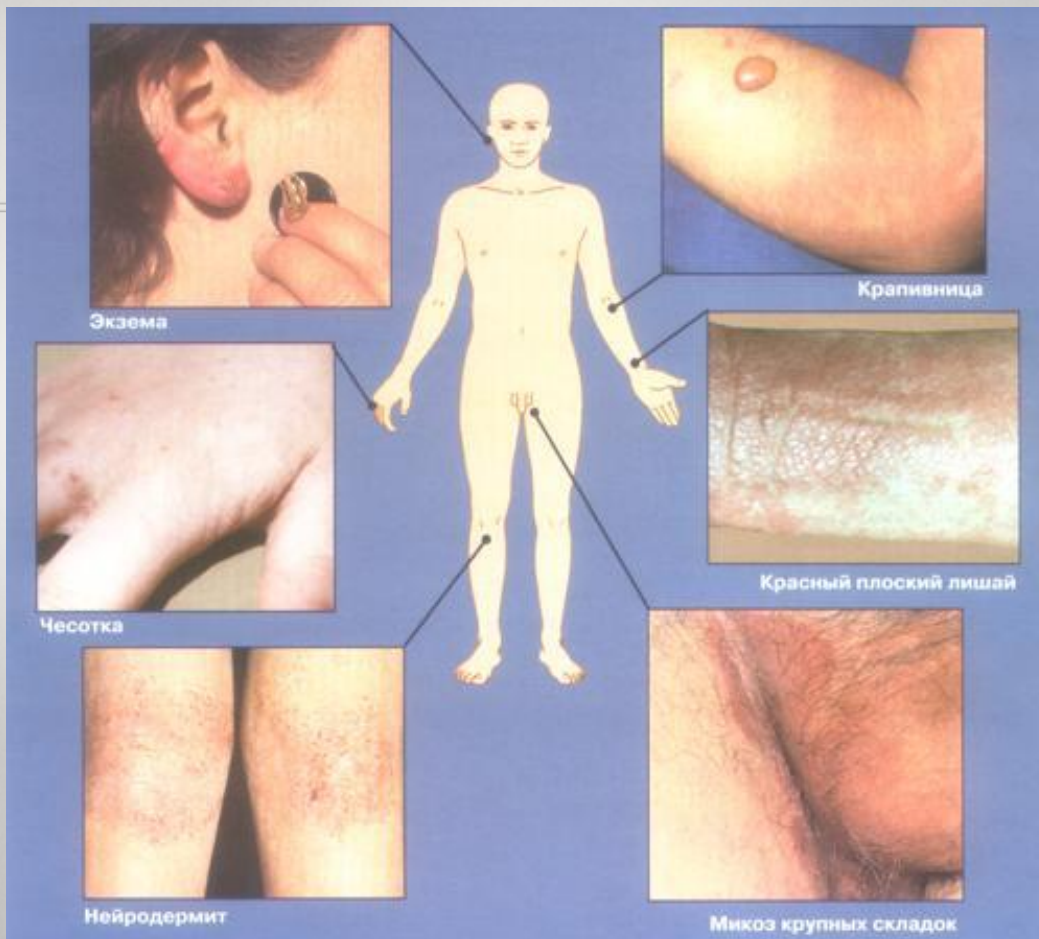 Экзема
Крапивница
Чесотка
Красный плоский лишай
Нейродермит
Микоз крупных складок